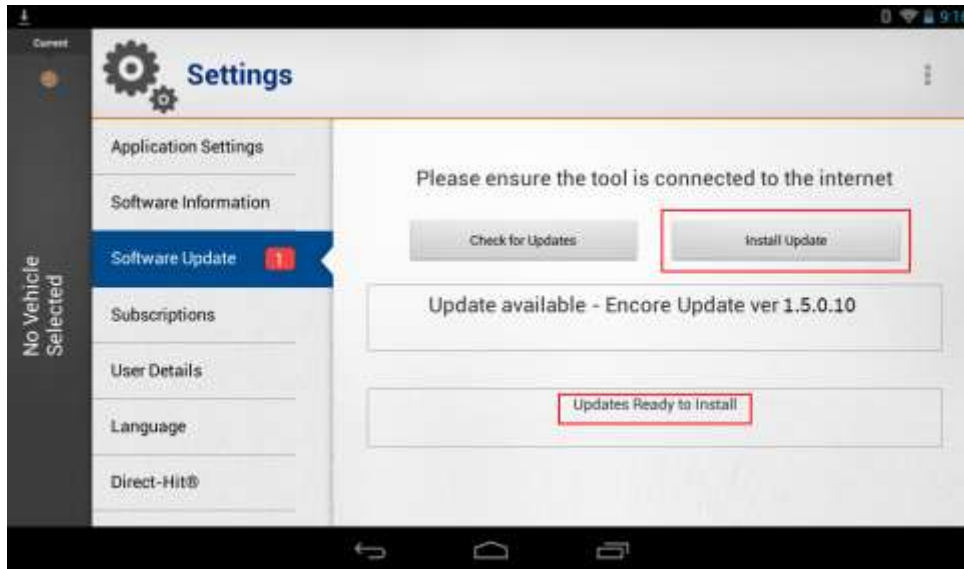 9:16
Current
Settings
No Vehicle
Selected
Application Settings
Software Information
Software Update 1
Subscriptions
User Details
Language
Direct-Hit®
Please ensure the tool is connected to the internet
Check for Updates
Install Update
Update available - Encore Update ver 1.5.0.10
Updates Ready to Install